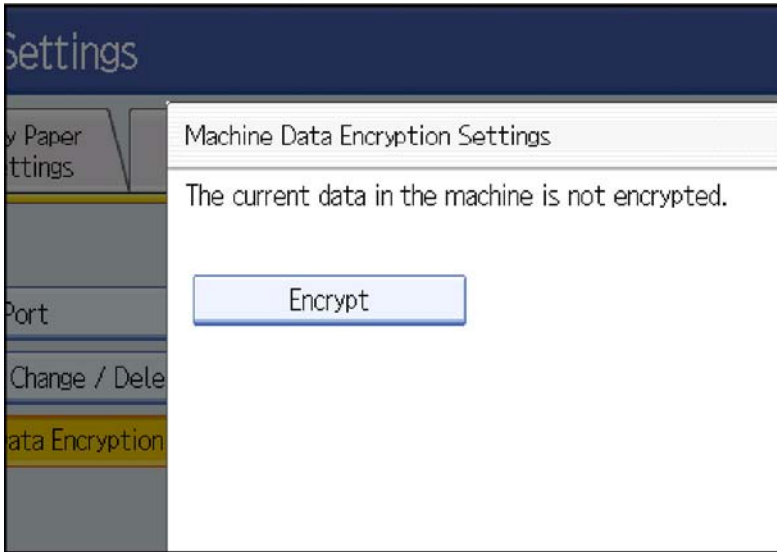 Settings
y Paper
ttings
Machine Data Encryption Settings
The current data in the machine is not encrypted.
Encrypt
Port
Change / Dele
ata Encryption